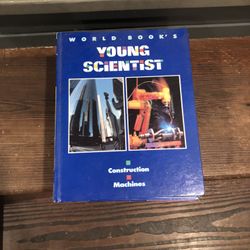 WORLD BOOK'S
YOUNG
SCIENTIST
Construction
Machines